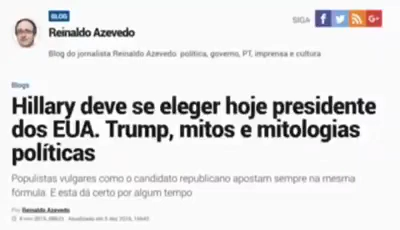 BLOG
SIGA
Reinaldo Azevedo
Blog do jornalista Reinaldo Azevedo: política, governo, PT, imprensa e cultura
Blogs
Hillary deve se eleger hoje presidente
dos EUA. Trump, mitos e mitologias
políticas
Populistas vulgares como o candidato republicano apostam sempre na mesma
fórmula. E esta dá certo por algum tempo
Por Reinaldo Azevedo